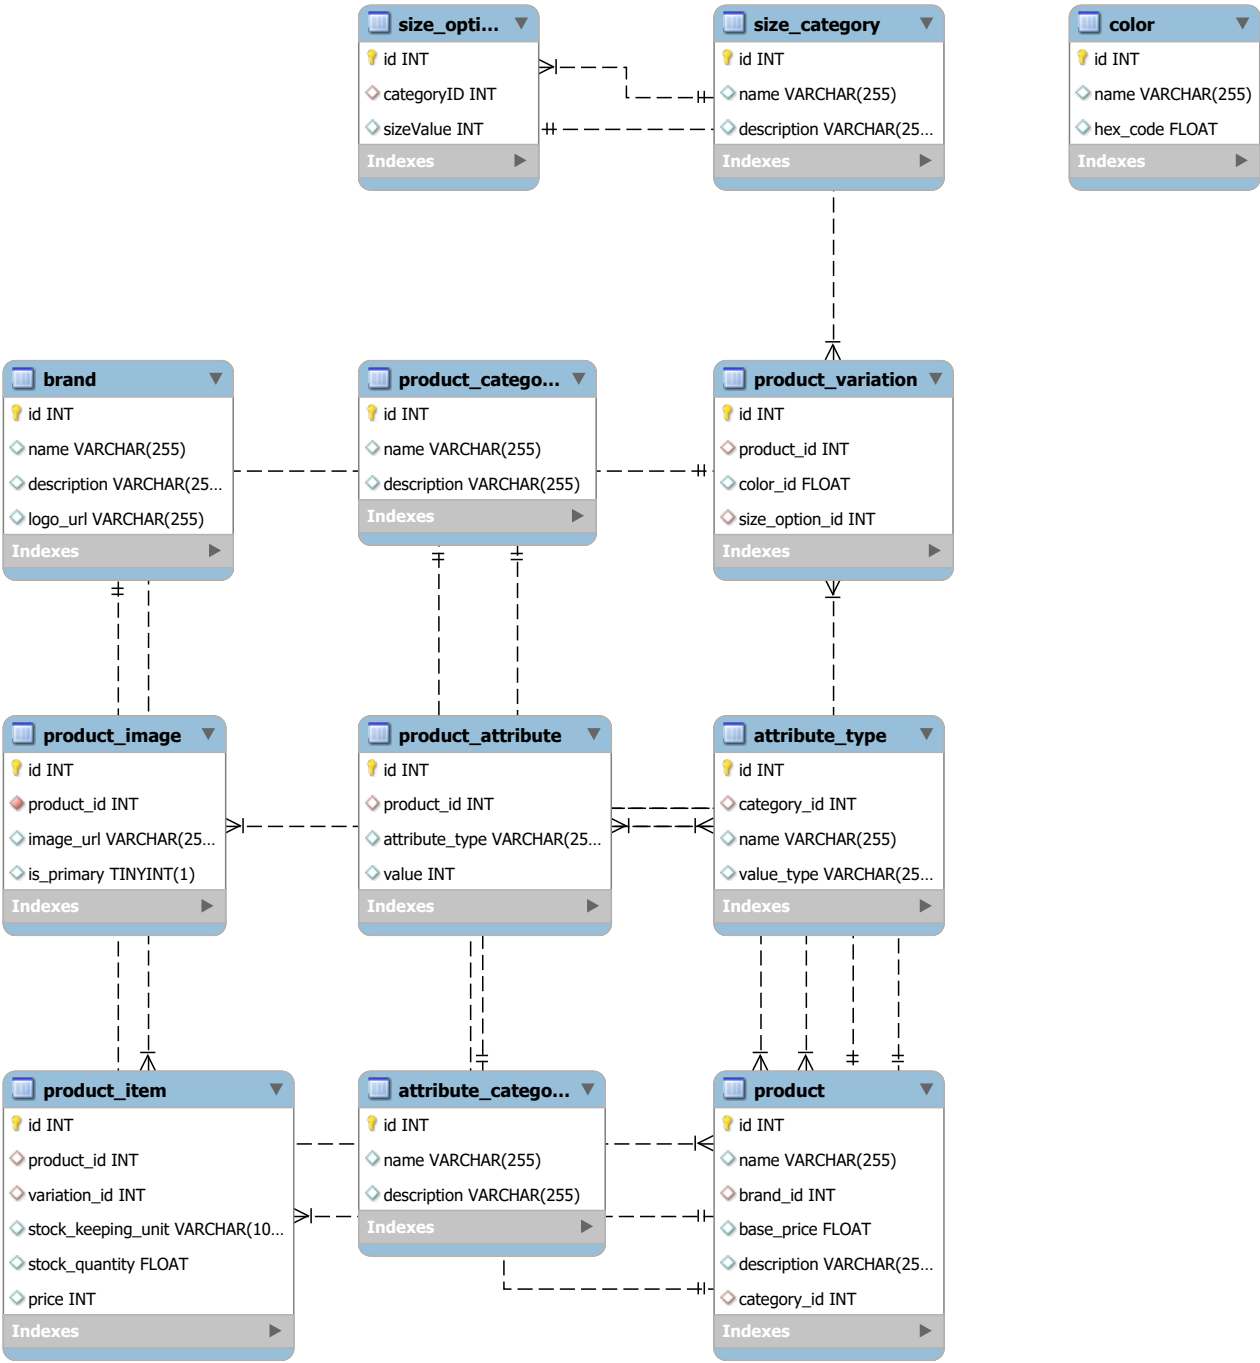 size_opti...
id INT
categoryID INT
sizeValue INT
Indexes
size_category
id INT
name VARCHAR(255)
description VARCHAR(25...
Indexes
color
id INT
name VARCHAR(255)
hex_code FLOAT
Indexes
brand
id INT
name VARCHAR(255)
description VARCHAR(25...
logo_url VARCHAR(255)
Indexes
product_catego...
id INT
name VARCHAR(255)
description VARCHAR(255)
Indexes
product_variation
id INT
product_id INT
color_id FLOAT
size_option_id INT
Indexes
product_image
id INT
product_id INT
image_url VARCHAR(25...
is_primary TINYINT(1)
Indexes
product_attribute
id INT
product_id INT
attribute_type VARCHAR(25...
value INT
Indexes
attribute_type
id INT
category_id INT
name VARCHAR(255)
value_type VARCHAR(25...
Indexes
product_item
id INT
product_id INT
variation_id INT
stock_keeping_unit VARCHAR(10...
stock_quantity FLOAT
price INT
Indexes
attribute_catego...
id INT
name VARCHAR(255)
description VARCHAR(255)
Indexes
product
id INT
name VARCHAR(255)
brand_id INT
base_price FLOAT
description VARCHAR(25...
category_id INT
Indexes